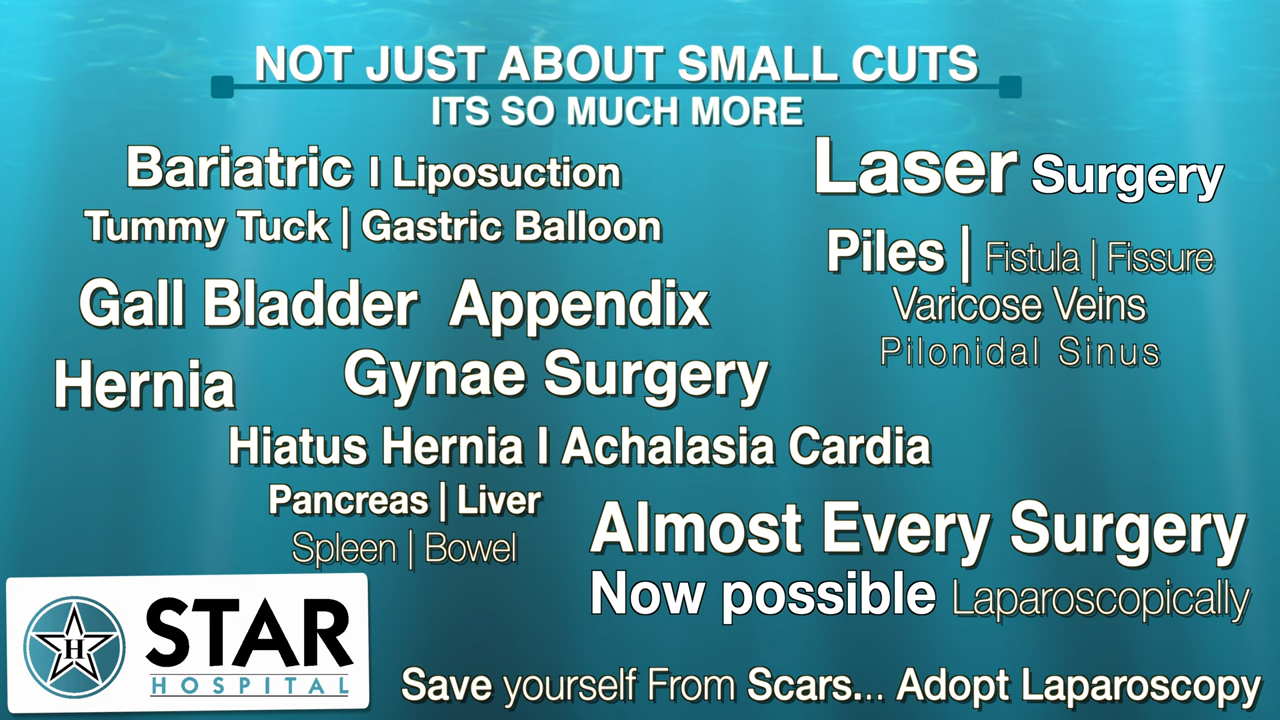 NOT JUST ABOUT SMALL CUTS
ITS SO MUCH MORE
Bariatric I Liposuction
Tummy Tuck | Gastric Balloon
Gall Bladder Appendix
Hernia Gynae Surgery
Hiatus Hernia I Achalasia Cardia
Pancreas | Liver
Spleen | Bowel
Laser Surgery
Piles | Fistula | Fissure
Varicose Veins
Pilonidal Sinus
Almost Every Surgery
Now possible Laparoscopically
H
STAR
HOSPITAL
Save yourself From Scars... Adopt Laparoscopy